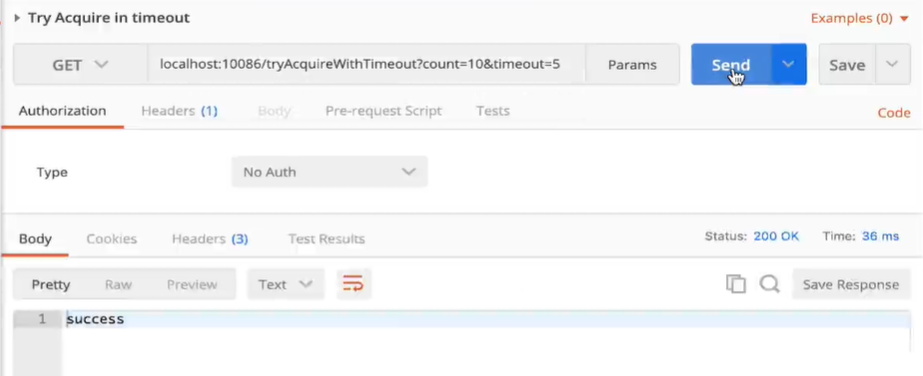 Try Acquire in timeout Examples (0)
GET localhost:10086/tryAcquireWithTimeout?count=10&timeout=5 Params Send Save
Authorization Headers (1) Body Pre-request Script Tests Code
Type No Auth
Body Cookies Headers (3) Test Results Status: 200 OK Time: 36 ms
Pretty Raw Preview Text Save Response
1 success